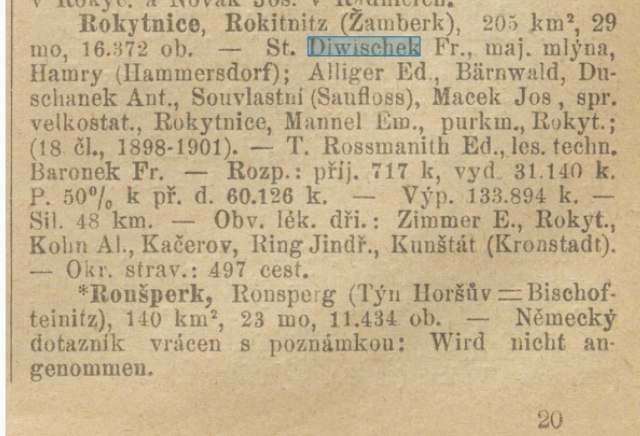 v Rokyc. a Novák Jos. v Radnicích.
Rokytnice, Rokitnitz (Žamberk), 205 km², 29
mo, 16.372 ob. — St. Diwischek Fr., maj. mlýna,
Hamry (Hammersdorf); Alliger Ed., Bärnwald, Du-
schanek Ant., Souvlastní (Saufloss), Macek Jos, spr.
velkostat., Rokytnice, Mannel Em., purkm., Rokyt.;
(18 čl., 1898-1901). — T. Rossmanith Ed., les. techn.
Baronek Fr. — Rozp.: příj. 717 k, vyd. 31.140 k.
P. 50% k př. d. 60.126 k. — Výp. 133.894 k. —
Sil. 48 km. — Obv. lék. dři.: Zimmer E., Rokyt.,
Kohn Al., Kačerov, Ring Jindř., Kunštát (Kronstadt).
— Okr. strav.: 497 cest.
*Ronšperk, Ronsperg (Týn Horšův = Bischof-
teinitz), 140 km², 23 mo, 11.434 ob. — Německý
dotazník vrácen s poznámkou: Wird nicht an-
genommen.
20